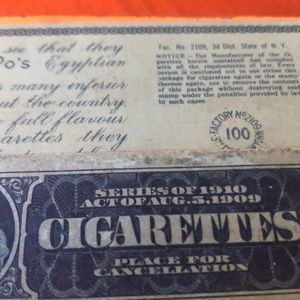 see that they
Po's Egyptian
s many inferior
ut the country.
full flavour
arettes they
Fac. No. 2109, 3d Dist. State of N. Y.
NOTICE - The Manufacturer of the Cigarettes
herein contained has complied
with all the requirements of law. Every
person is cautioned not to use either this
package for cigarettes again or the stamp
thereon again, nor to remove the contents
of this package without destroying said
stamp under the penalties provided by law
in such cases.
FACTORY No 2109
100
SERIES OF 1910
ACT OF AUG. 5, 1909
CIGARETTES
PLACE FOR
CANCELLATION